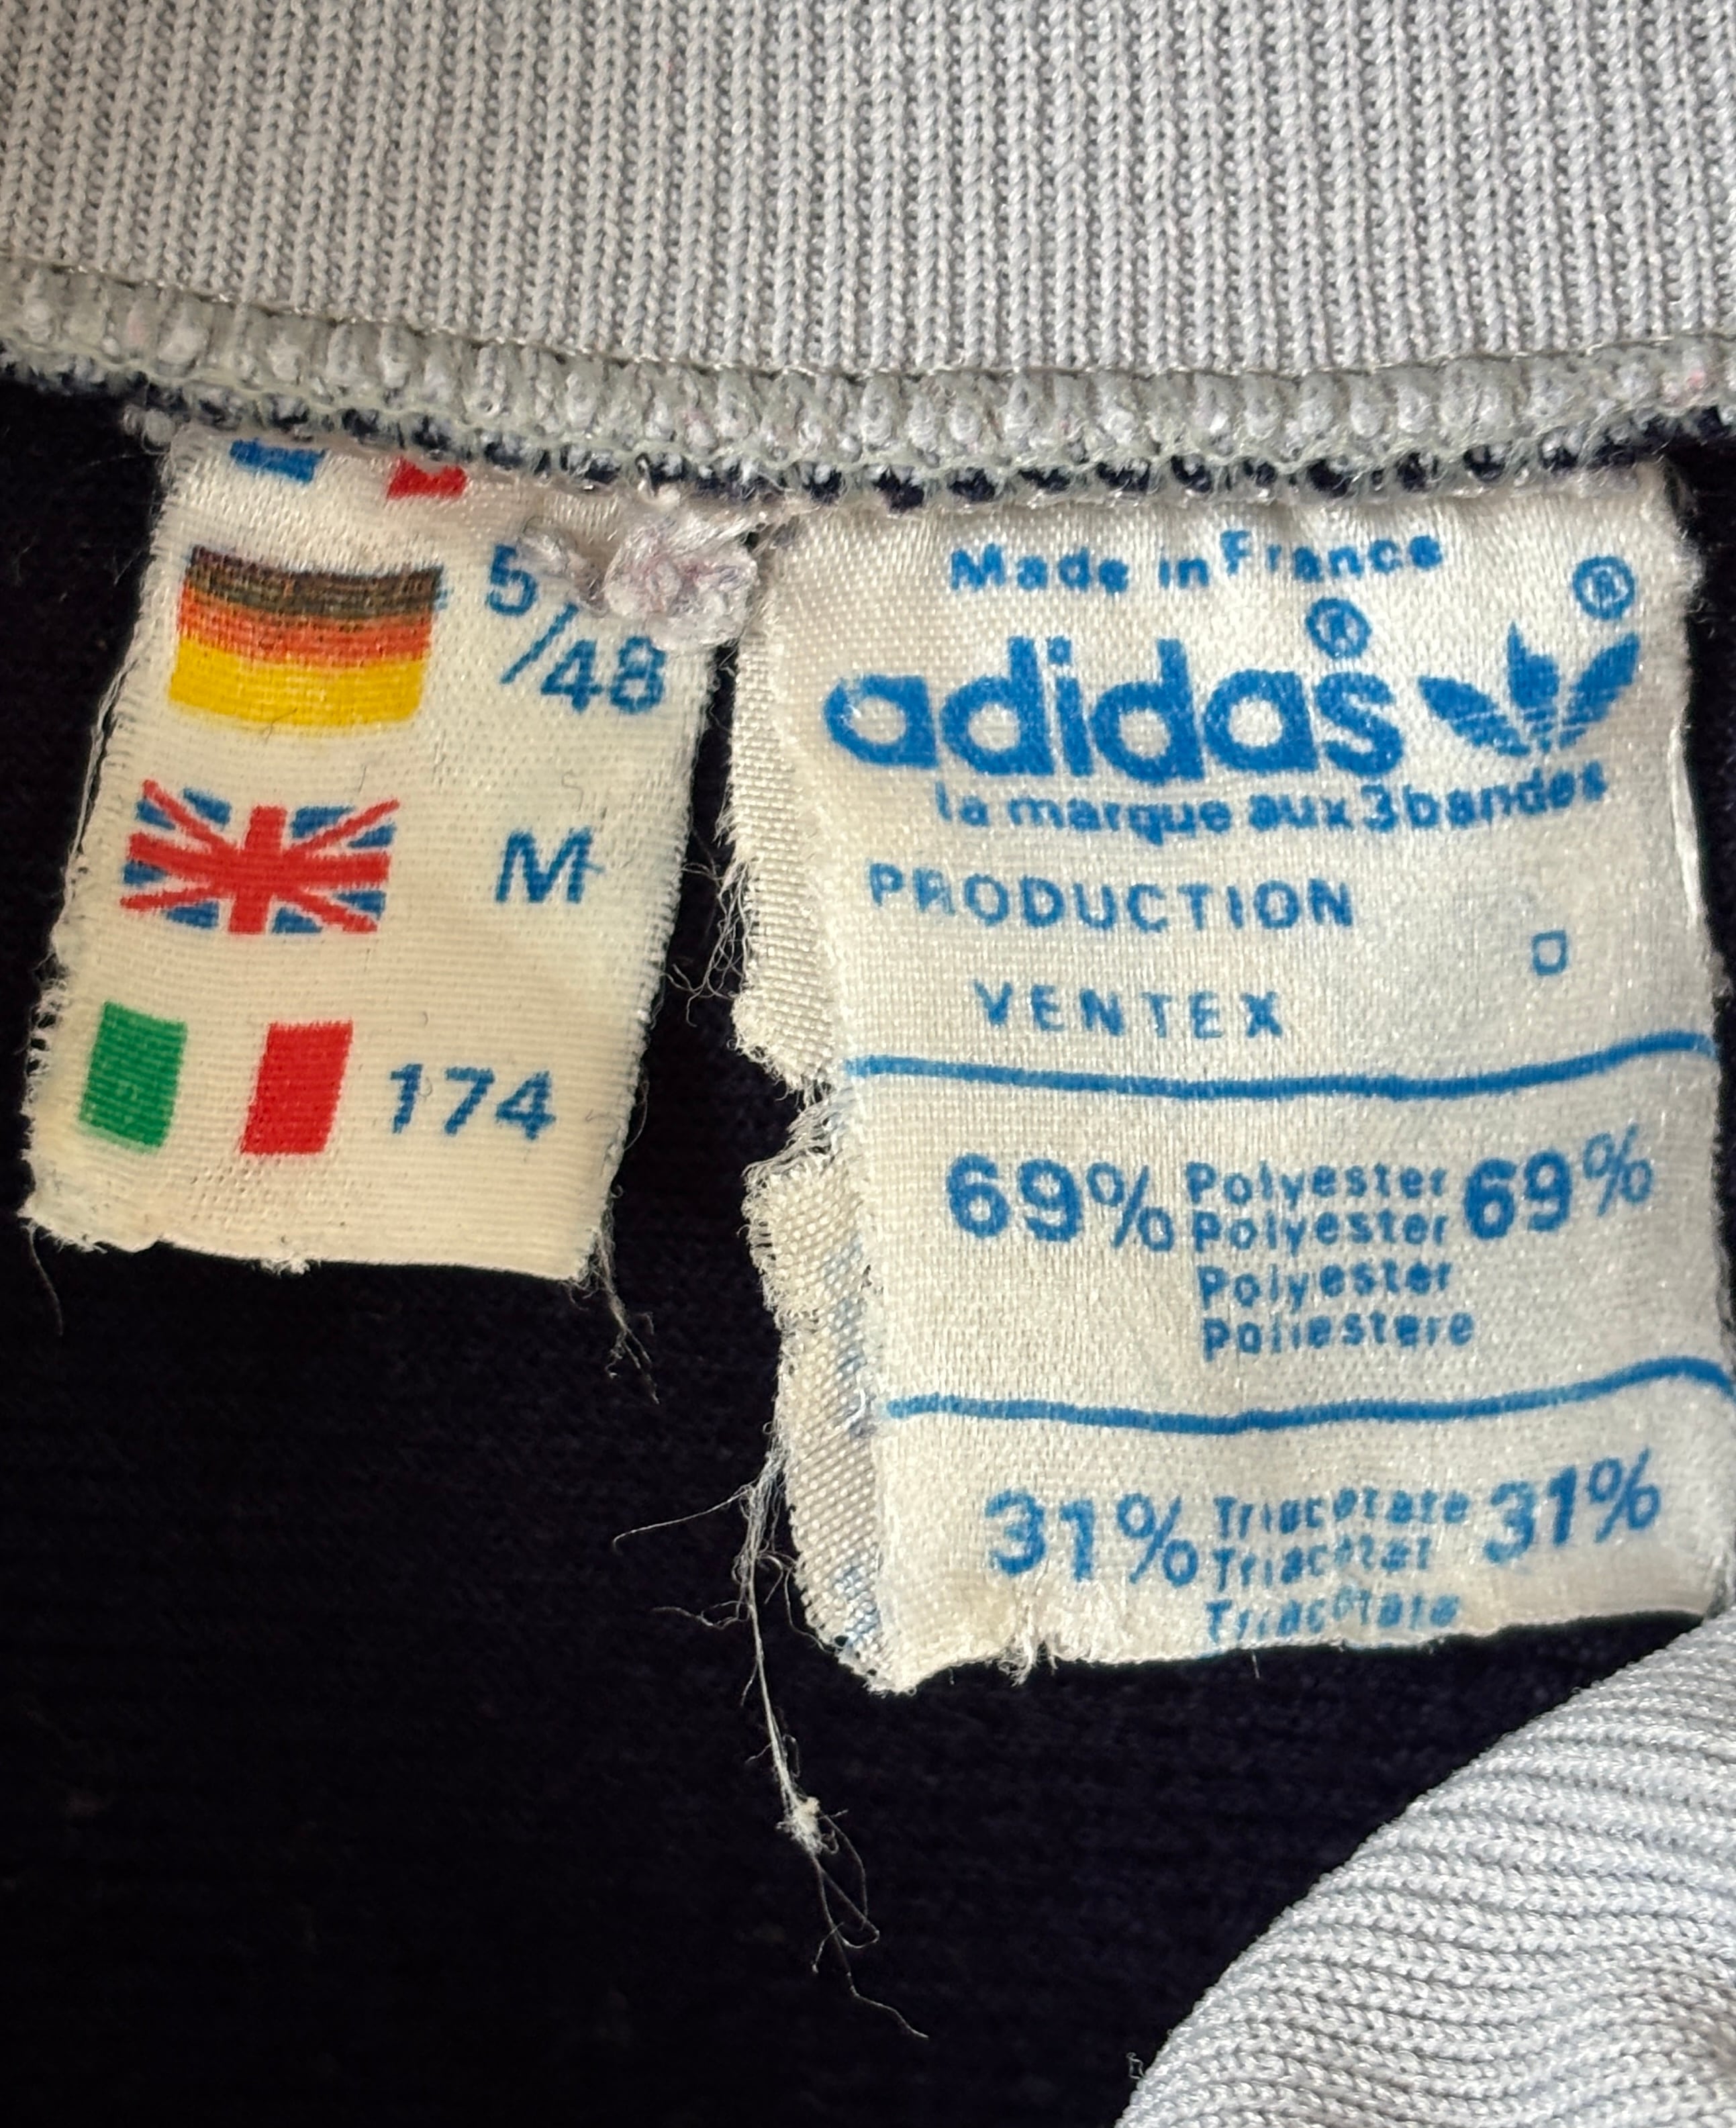 5/48
M
174
Made in France
®
adidas ®
la marque aux 3 bandes
PRODUCTION
VENTEX
69% Polyester 69%
Polyester
Polyester
Poliestere
31% Triacetate 31%
Triacetat
Triacetate